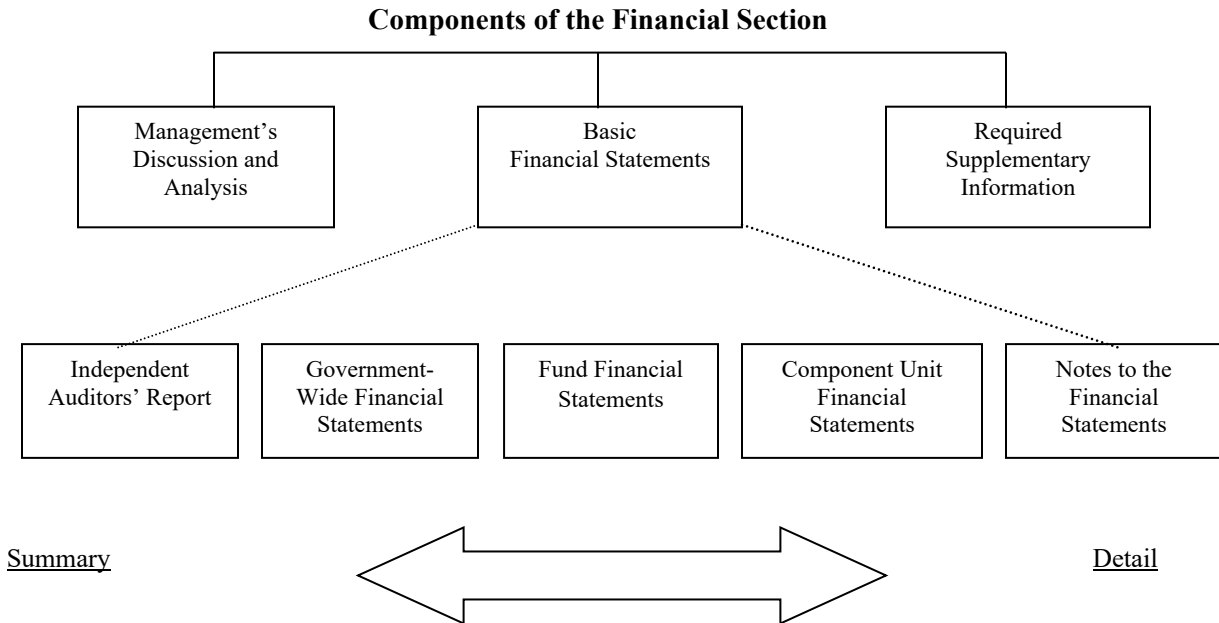 Components of the Financial Section
Management’s
Discussion and
Analysis
Basic
Financial Statements
Required
Supplementary
Information
Independent
Auditors’ Report
Government-
Wide Financial
Statements
Fund Financial
Statements
Component Unit
Financial
Statements
Notes to the
Financial
Statements
Summary
Detail